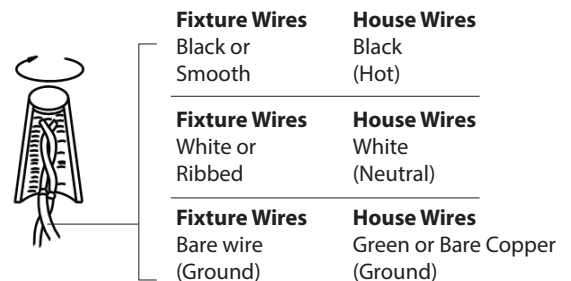 Fixture Wires House Wires
Black or Black
Smooth (Hot)
Fixture Wires House Wires
White or White
Ribbed (Neutral)
Fixture Wires House Wires
Bare wire Green or Bare Copper
(Ground) (Ground)